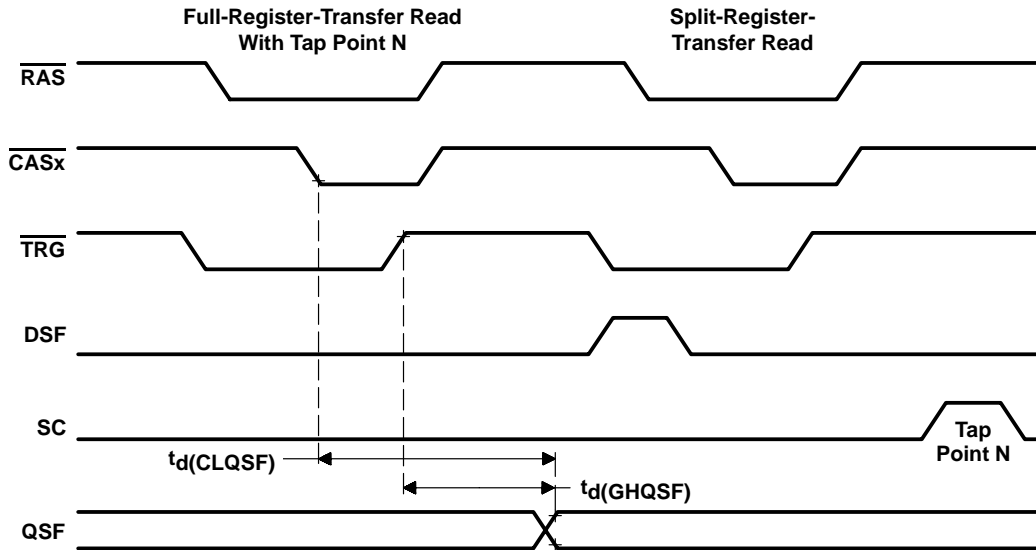 Full-Register-Transfer Read
With Tap Point N
Split-Register-
Transfer Read
RAS
CASx
TRG
DSF
SC
Tap
Point N
td(CLQSF)
td(GHQSF)
QSF